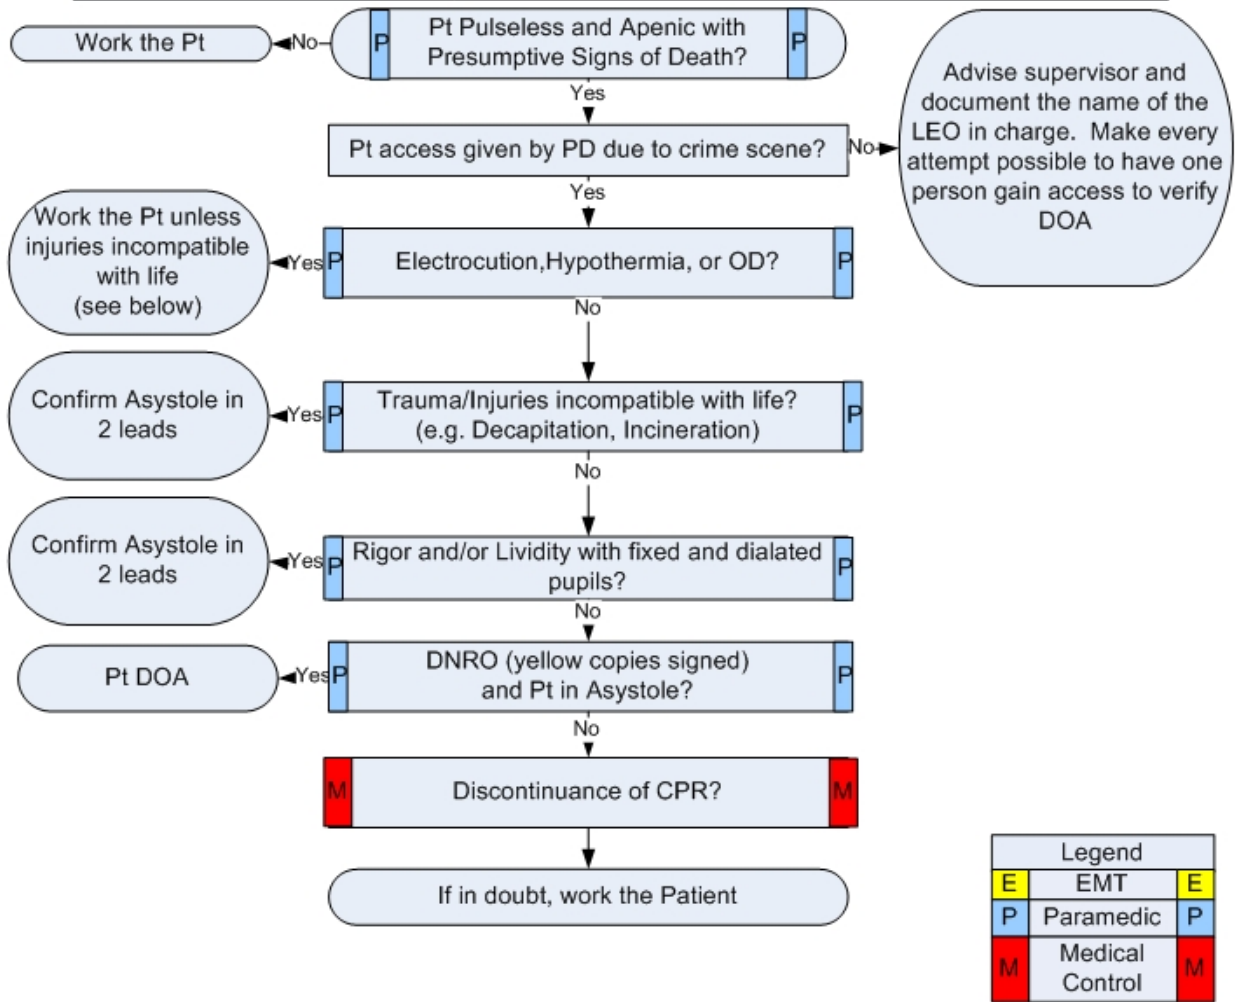 Work the Pt
No
P
Pt Pulseless and Apenic with
Presumptive Signs of Death?
P
Yes
Pt access given by PD due to crime scene?
No
Advise supervisor and
document the name of the
LEO in charge.  Make every
attempt possible to have one
person gain access to verify
DOA
Yes
Work the Pt unless
injuries incompatible
with life
(see below)
Yes
P
Electrocution,Hypothermia, or OD?
P
No
Confirm Asystole in
2 leads
Yes
P
Trauma/Injuries incompatible with life?
(e.g. Decapitation, Incineration)
P
No
Confirm Asystole in
2 leads
Yes
P
Rigor and/or Lividity with fixed and dialated
pupils?
P
No
Pt DOA
Yes
P
DNRO (yellow copies signed)
and Pt in Asystole?
P
No
M
Discontinuance of CPR?
M
If in doubt, work the Patient
Legend
E
EMT
E
P
Paramedic
P
M
Medical
Control
M